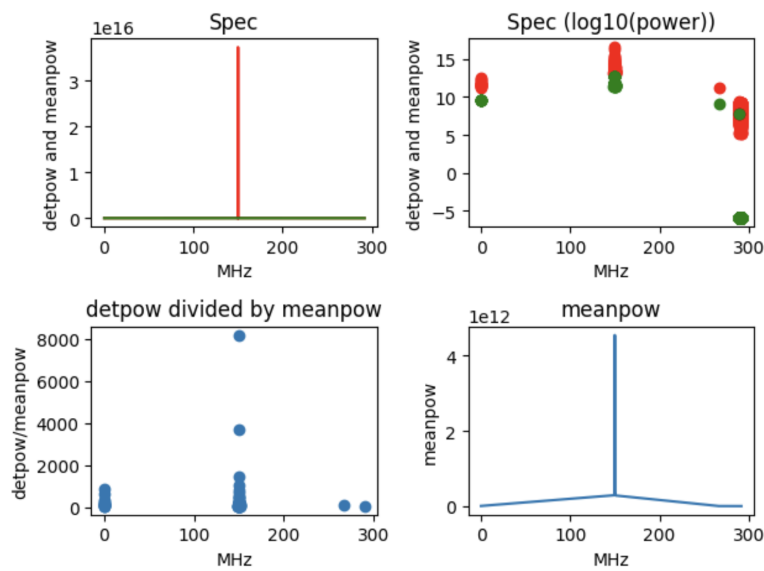 Spec
1e16
detpow and meanpow
3
2
1
0
0 100 200 300
MHz
Spec (log10(power))
detpow and meanpow
15
10
5
0
−5
0 100 200 300
MHz
detpow divided by meanpow
detpow/meanpow
8000
6000
4000
2000
0
0 100 200 300
MHz
meanpow
1e12
meanpow
4
2
0
0 100 200 300
MHz